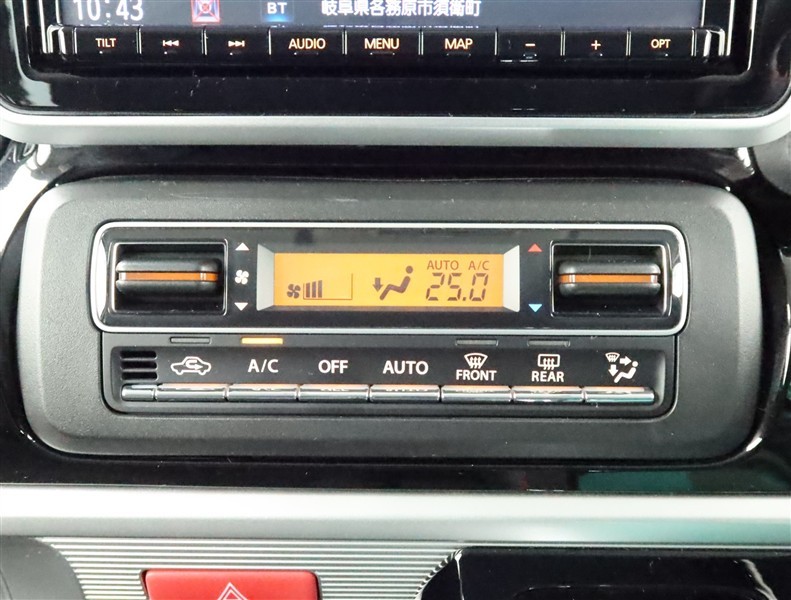 10:43 BT 岐阜県各務原市須衛町
TILT AUDIO MENU MAP − + OPT
AUTO A/C
25.0
A/C OFF AUTO FRONT REAR